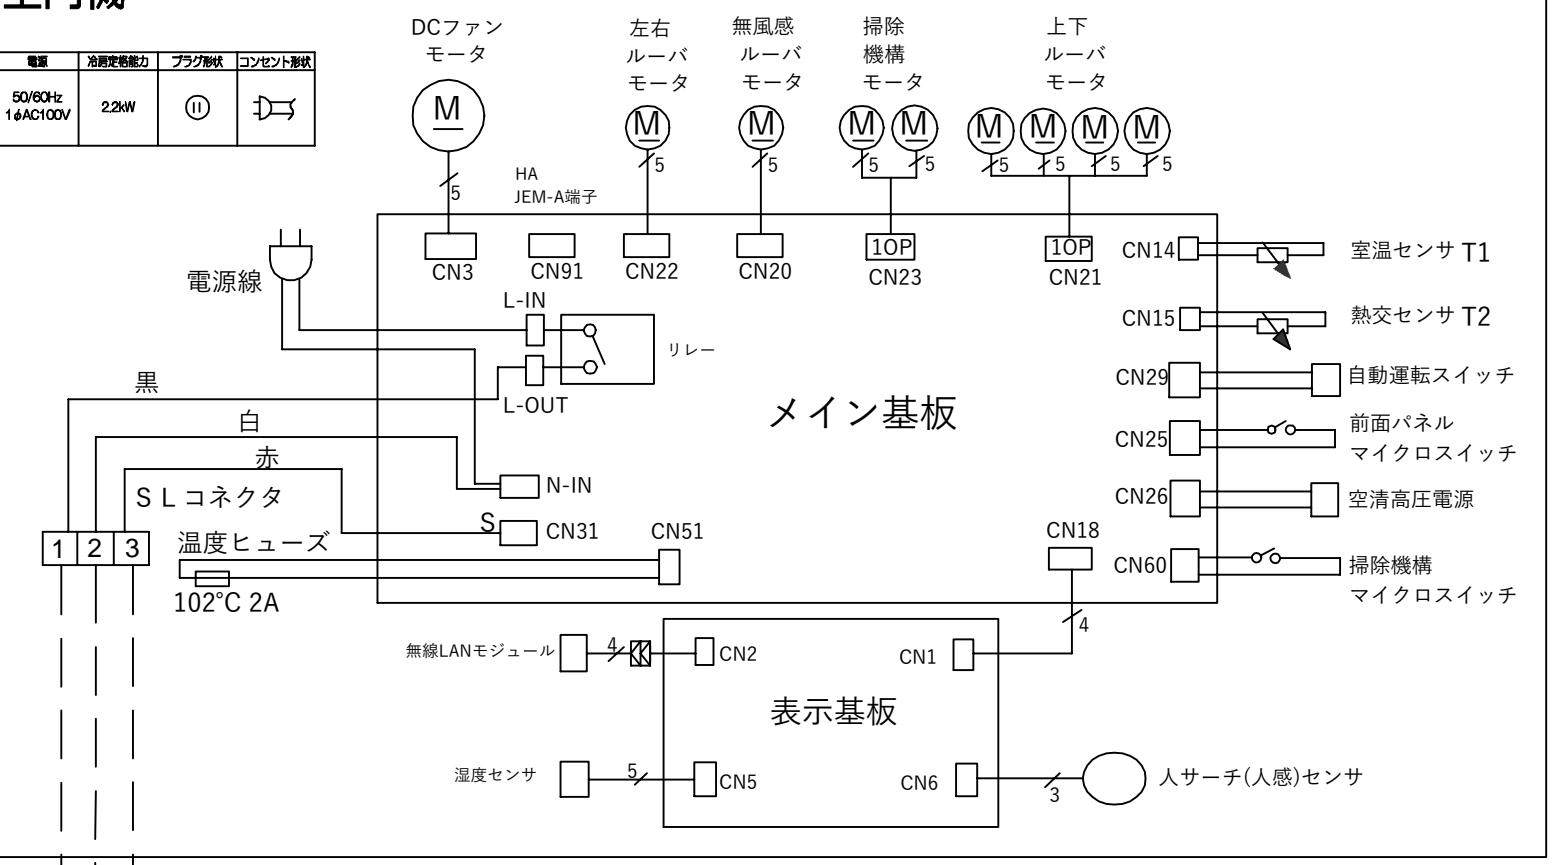 電源 冷房定格能力 プラグ形状 コンセント形状
50/60Hz
1φAC100V
2.2kW
DCファン
モータ
左右
ルーバ
モータ
無風感
ルーバ
モータ
掃除
機構
モータ
上下
ルーバ
モータ
M
M
M
M M
M M M M
5
5
5
5 5
5 5 5 5
HA
JEM-A端子
CN3
CN91
CN22
CN20
10P
CN23
10P
CN21
CN14
室温センサ T1
CN15
熱交センサ T2
CN29
自動運転スイッチ
CN25
前面パネル
マイクロスイッチ
CN26
空清高圧電源
CN60
掃除機構
マイクロスイッチ
電源線
L-IN
リレー
L-OUT
メイン基板
黒
白
赤
SLコネクタ
N-IN
S
CN31
CN51
CN18
1 2 3
温度ヒューズ
102°C 2A
4
無線LANモジュール
4
CN2
CN1
表示基板
湿度センサ
5
CN5
CN6
3
人サーチ(人感)センサ